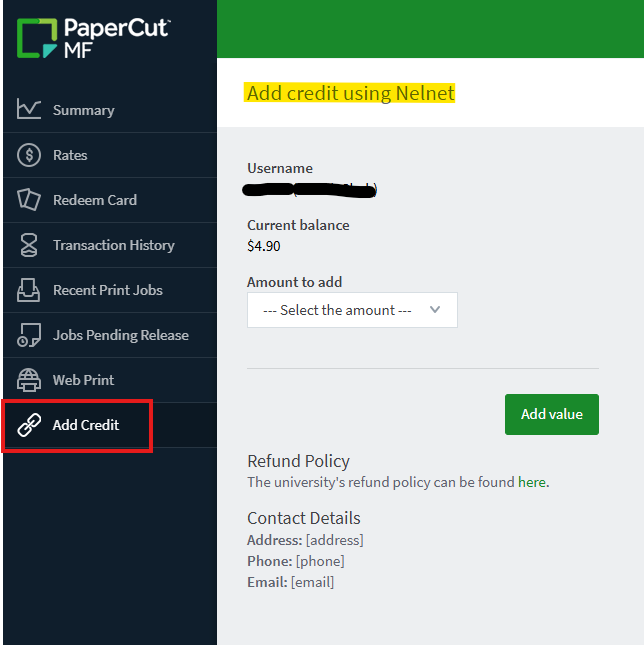 PaperCut™
MF
Summary
Rates
Redeem Card
Transaction History
Recent Print Jobs
Jobs Pending Release
Web Print
Add Credit
Add credit using Nelnet
Username
Current balance
$4.90
Amount to add
--- Select the amount ---
Add value
Refund Policy
The university's refund policy can be found here.
Contact Details
Address: [address]
Phone: [phone]
Email: [email]